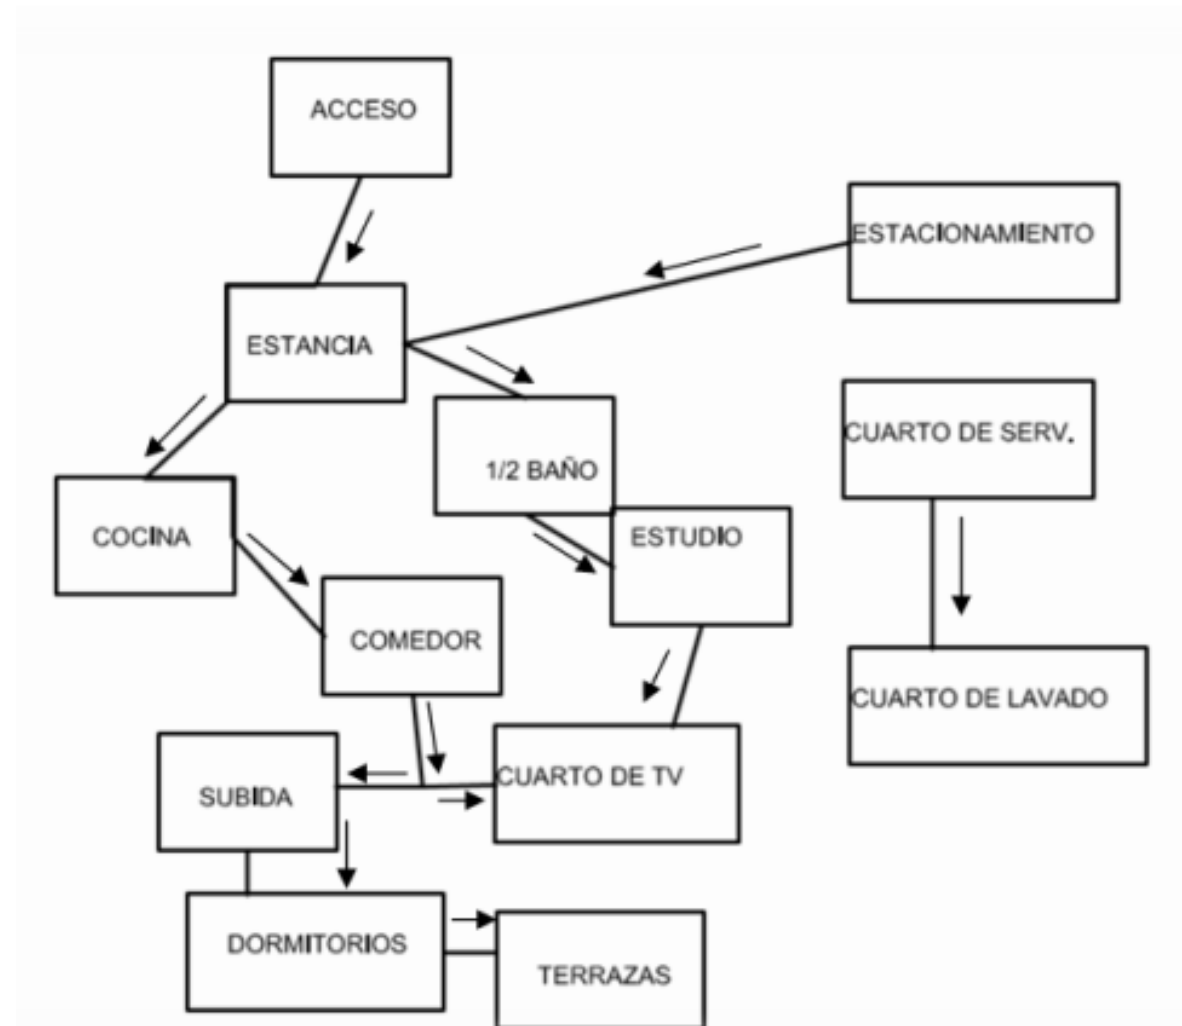 ACCESO
ESTACIONAMIENTO
ESTANCIA
CUARTO DE SERV.
1/2 BAÑO
COCINA
ESTUDIO
COMEDOR
CUARTO DE LAVADO
CUARTO DE TV
SUBIDA
DORMITORIOS
TERRAZAS